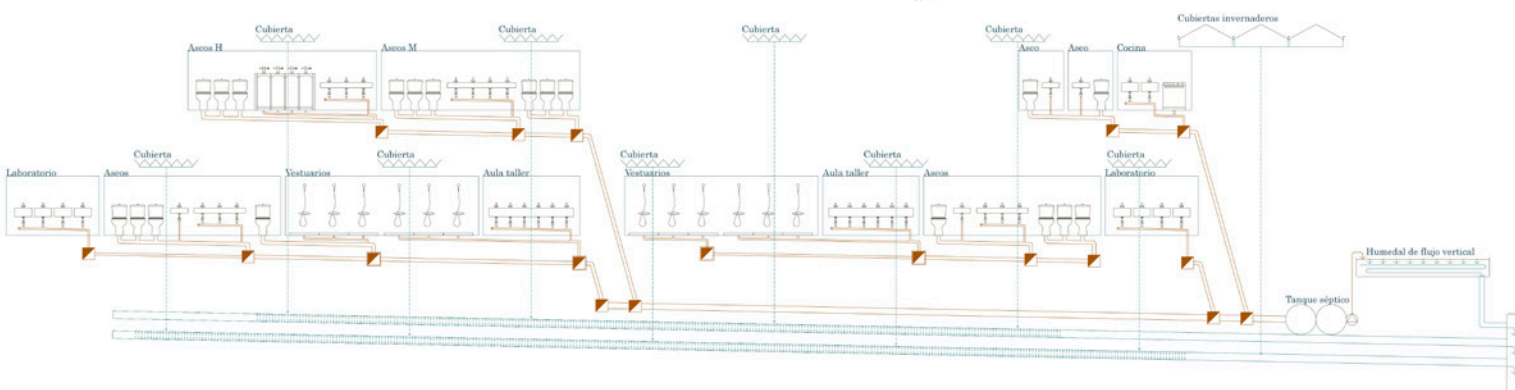 Cubiertas invernaderos
Cubierta
Cubierta
Cubierta
Cubierta
Aseos H
Aseos M
Aseo
Aseo
Cocina
Cubierta
Cubierta
Cubierta
Cubierta
Cubierta
Laboratorio
Aseos
Vestuarios
Aula taller
Vestuarios
Aula taller
Aseos
Laboratorio
Humedal de flujo vertical
Tanque séptico